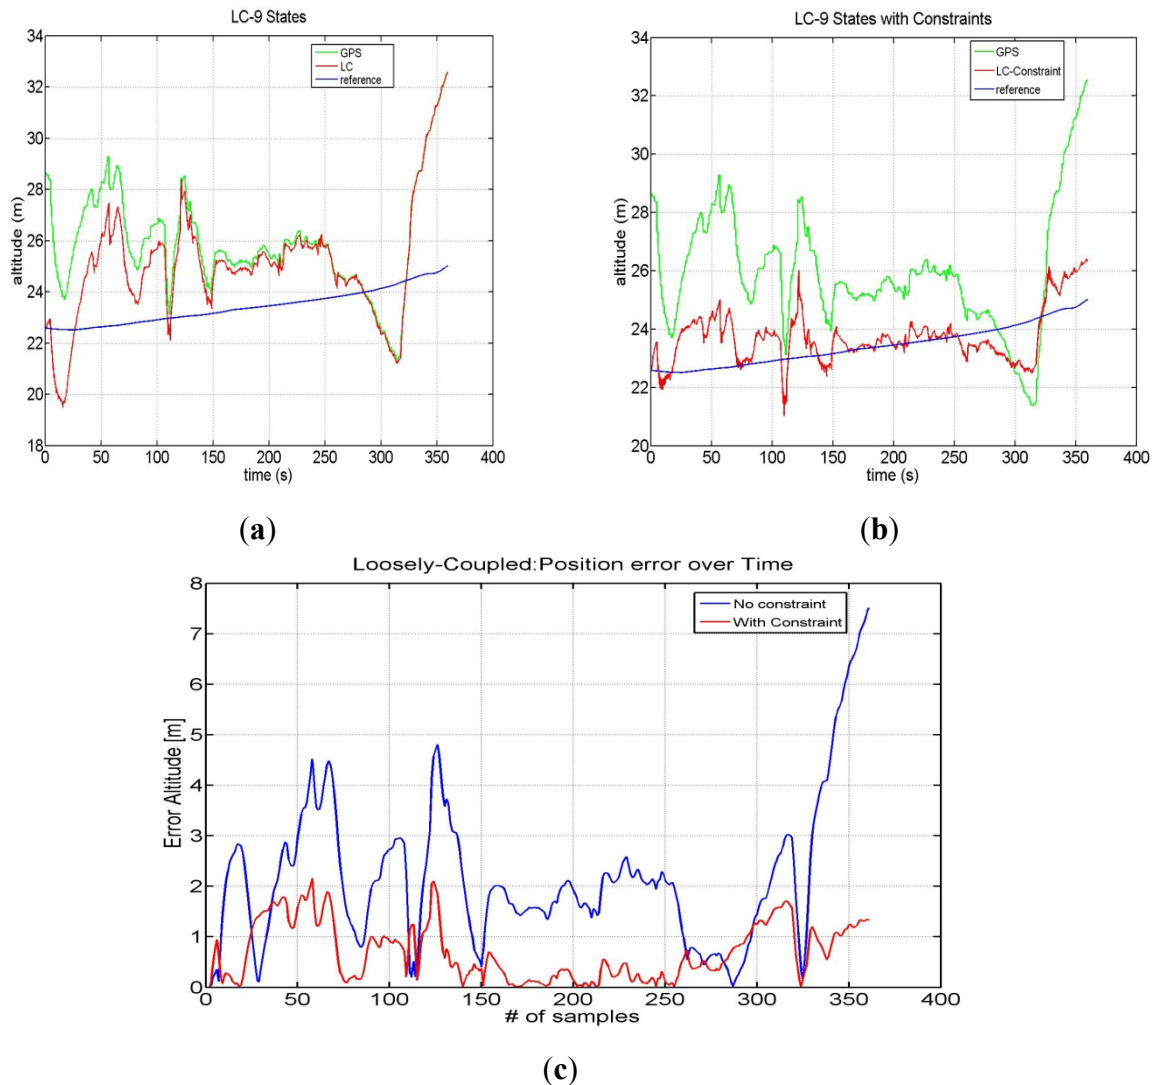 LC-9 States
34
32
30
28
26
24
22
20
18
altitude (m)
GPS
LC
reference
0 50 100 150 200 250 300 350 400
time (s)
(a)
LC-9 States with Constraints
34
32
30
28
26
24
22
20
altitude (m)
GPS
LC-Constraint
reference
0 50 100 150 200 250 300 350 400
time (s)
(b)
Loosely-Coupled:Position error over Time
8
7
6
5
4
3
2
1
0
Error Altitude [m]
No constraint
With Constraint
0 50 100 150 200 250 300 350 400
# of samples
(c)